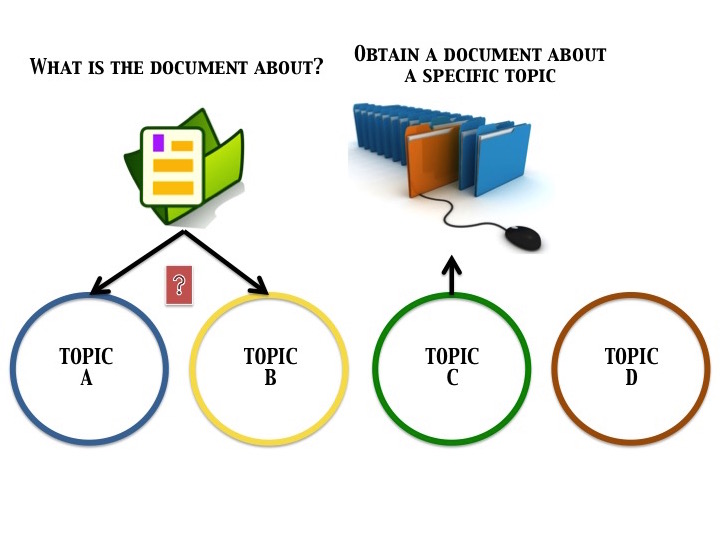 What is the document about?
Obtain a document about
a specific topic
?
TOPIC
A
TOPIC
B
TOPIC
C
TOPIC
D